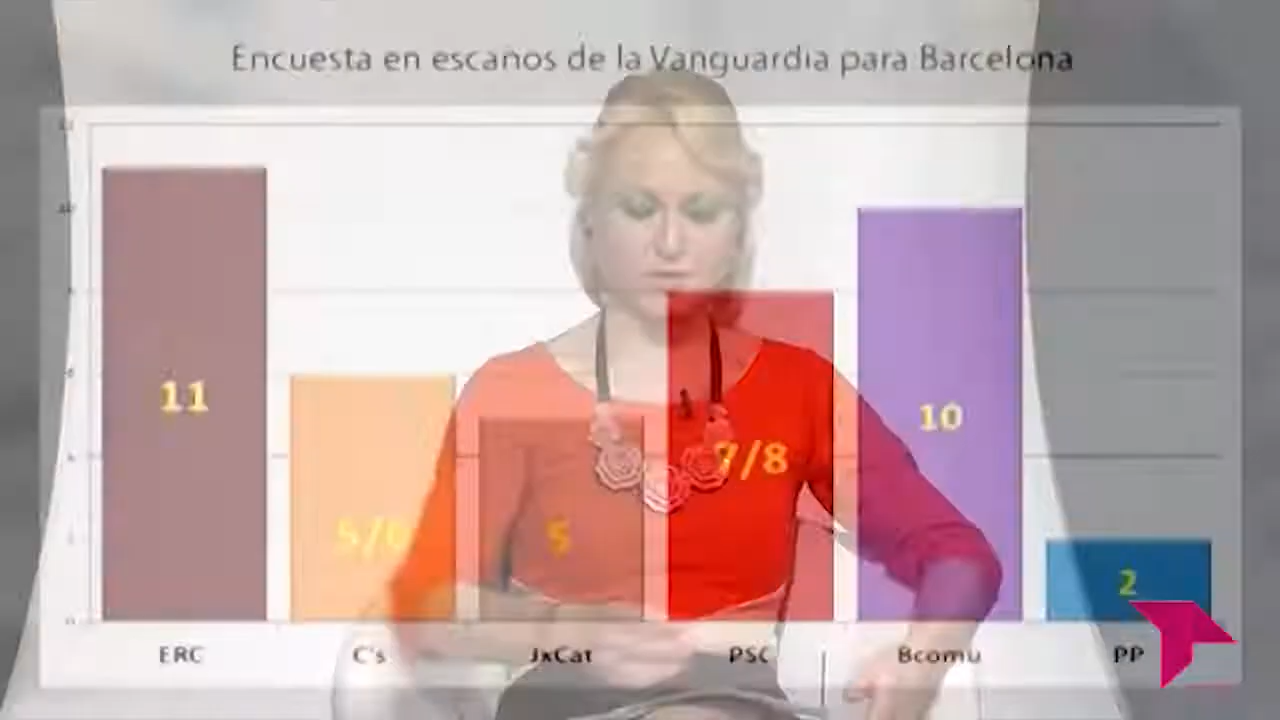 Encuesta en escaños de la Vanguardia para Barcelona
11
5/6
5
7/8
10
2
ERC
C's
JxCat
PSC
Bcomu
PP